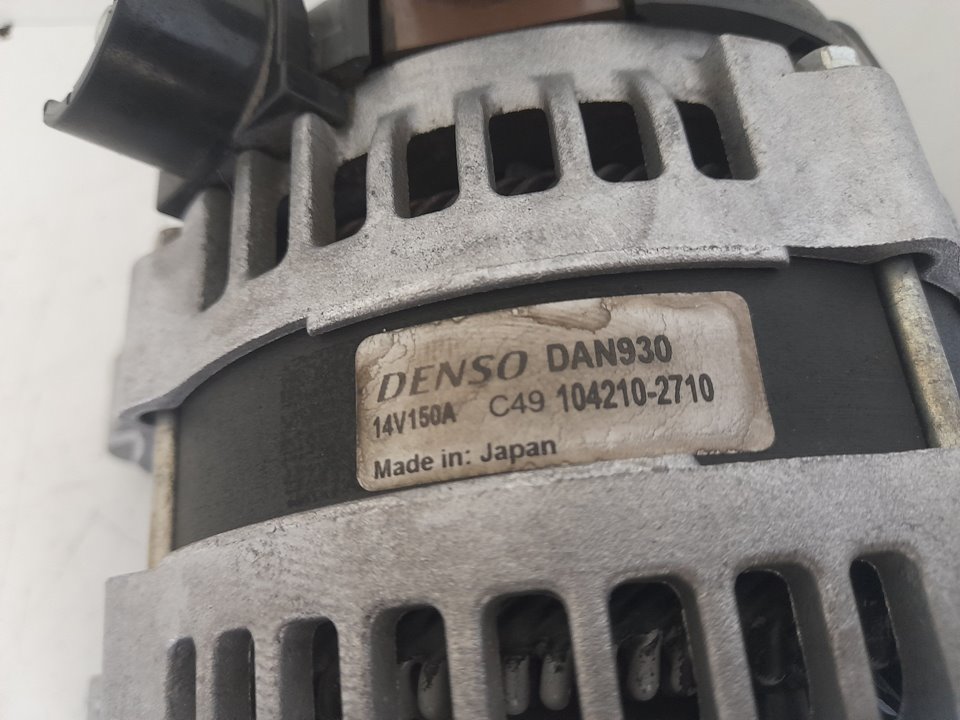 DENSO DAN930
14V150A C49 104210-2710
Made in: Japan